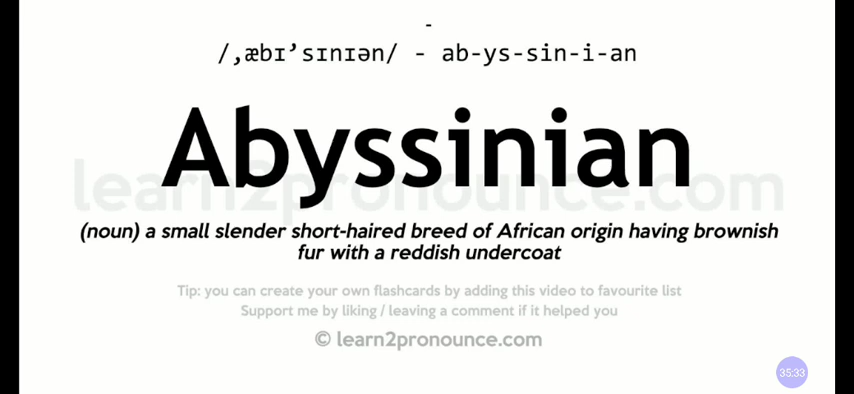 -
/ˌæbɪ’sɪnɪən/ - ab-ys-sin-i-an
Abyssinian
learn2pronounce.com
(noun) a small slender short-haired breed of African origin having brownish
fur with a reddish undercoat
Tip: you can create your own flashcards by adding this video to favourite list
Support me by liking / leaving a comment if it helped you
© learn2pronounce.com
35:33